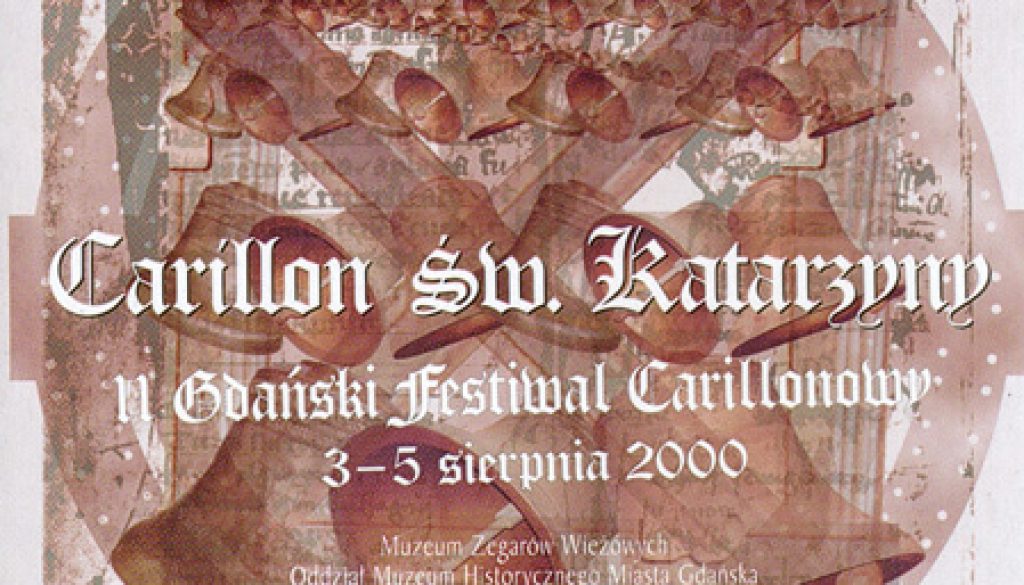 Carillon Św. Katarzyny
II Gdański Festiwal Carillonowy
3–5 sierpnia 2000
Muzeum Zegarów Wieżowych
Oddział Muzeum Historycznego Miasta Gdańska